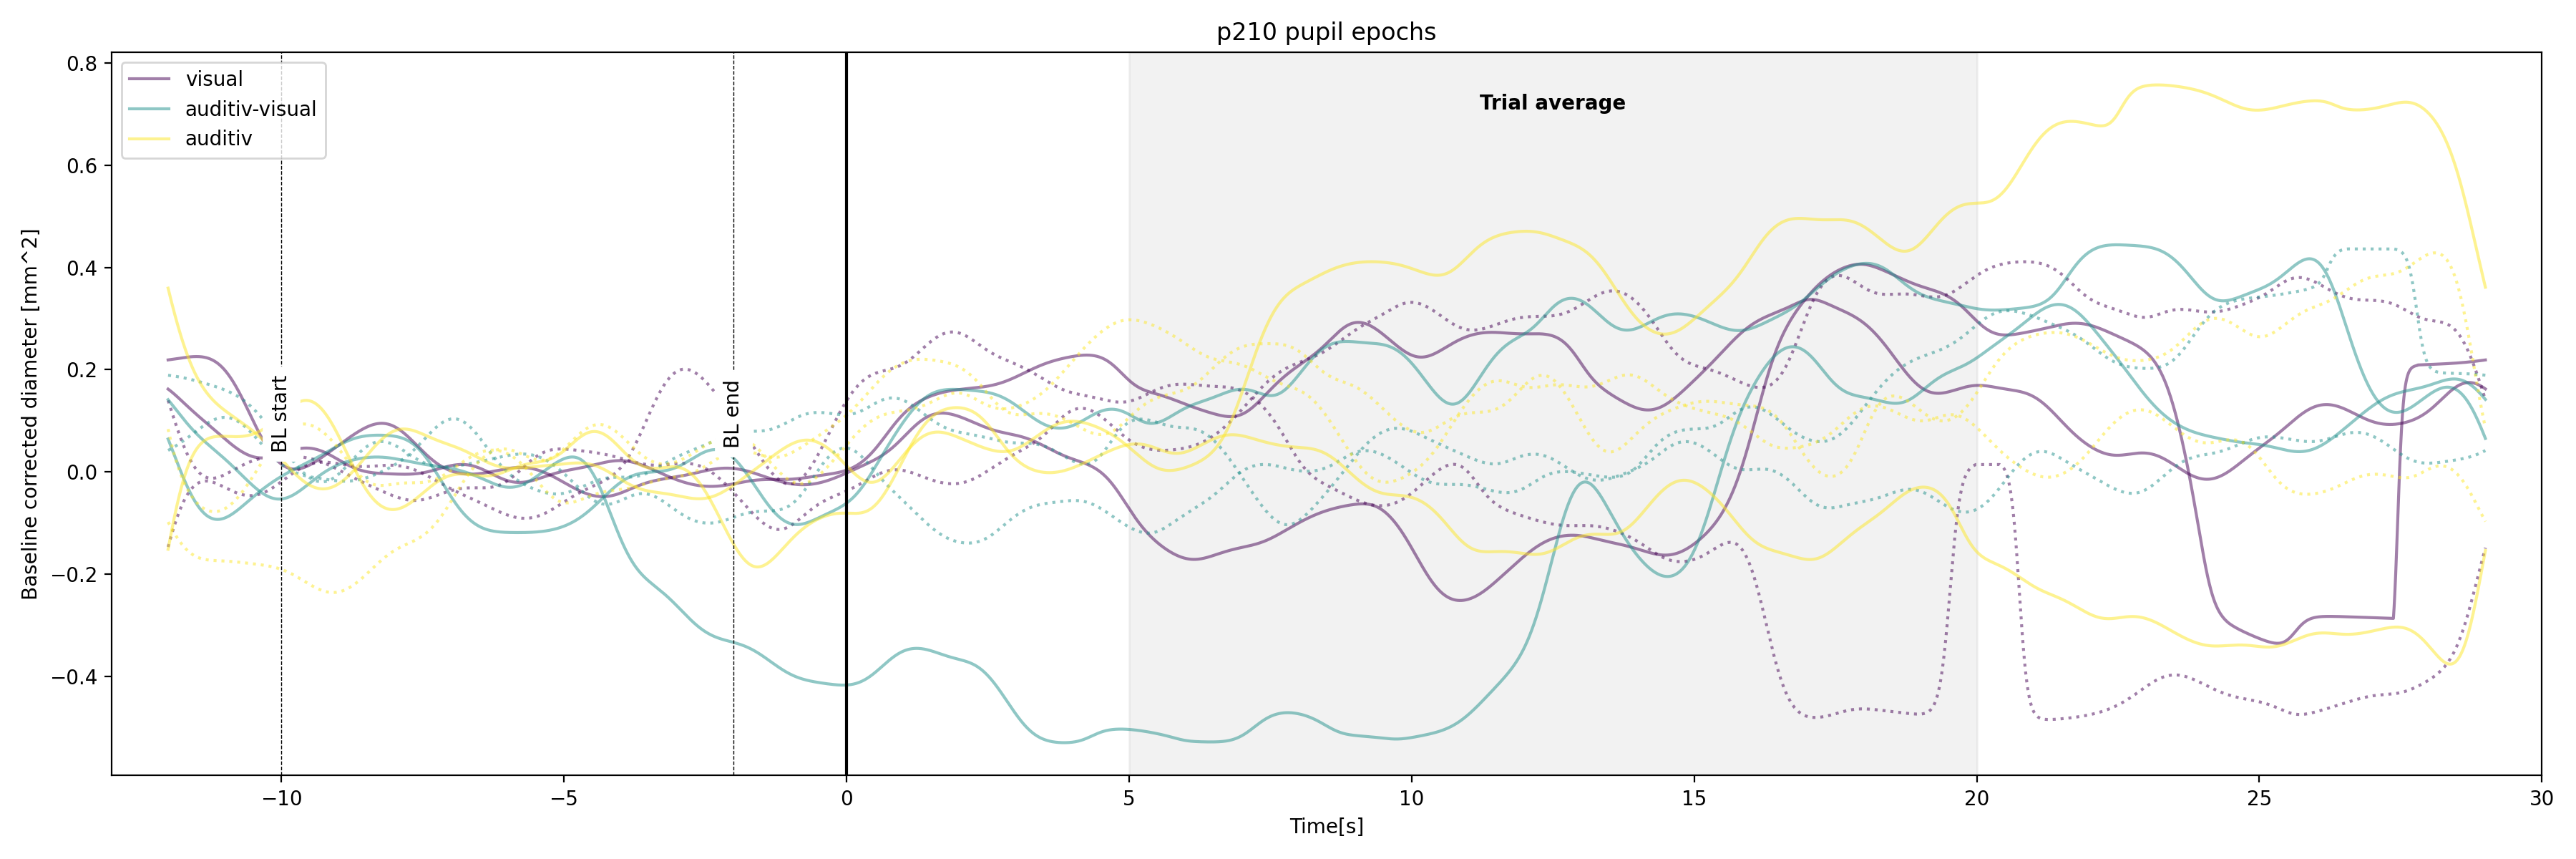 p210 pupil epochs
visual
auditiv-visual
auditiv
Trial average
BL start
BL end
Baseline corrected diameter [mm^2]
0.8
0.6
0.4
0.2
0.0
−0.2
−0.4
−10
−5
0
5
10
15
20
25
30
Time[s]